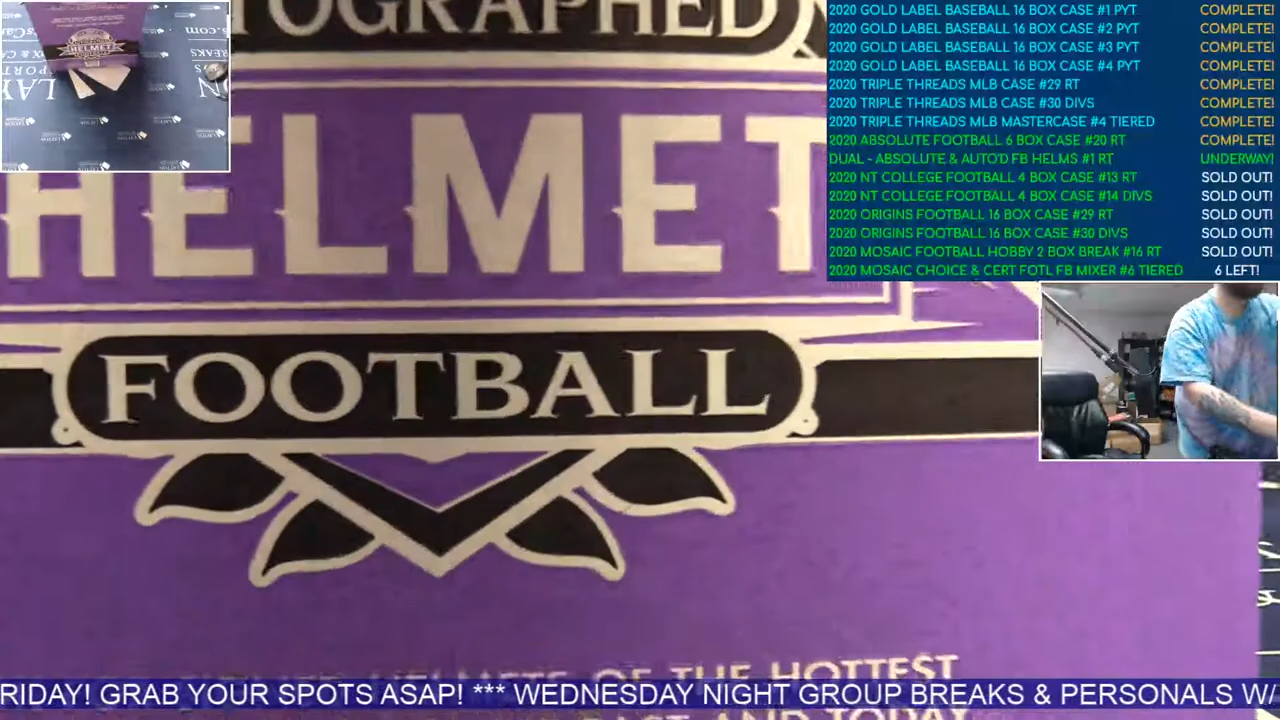 TOGRAPHED
HELMET
FOOTBALL
HELMETS OF THE HOTTEST
PAST AND TODAY
HELMET
2020 GOLD LABEL BASEBALL 16 BOX CASE #1 PYT COMPLETE!
2020 GOLD LABEL BASEBALL 16 BOX CASE #2 PYT COMPLETE!
2020 GOLD LABEL BASEBALL 16 BOX CASE #3 PYT COMPLETE!
2020 GOLD LABEL BASEBALL 16 BOX CASE #4 PYT COMPLETE!
2020 TRIPLE THREADS MLB CASE #29 RT COMPLETE!
2020 TRIPLE THREADS MLB CASE #30 DIVS COMPLETE!
2020 TRIPLE THREADS MLB MASTERCASE #4 TIERED COMPLETE!
2020 ABSOLUTE FOOTBALL 6 BOX CASE #20 RT COMPLETE!
DUAL - ABSOLUTE & AUTO'D FB HELMS #1 RT UNDERWAY!
2020 NT COLLEGE FOOTBALL 4 BOX CASE #13 RT SOLD OUT!
2020 NT COLLEGE FOOTBALL 4 BOX CASE #14 DIVS SOLD OUT!
2020 ORIGINS FOOTBALL 16 BOX CASE #29 RT SOLD OUT!
2020 ORIGINS FOOTBALL 16 BOX CASE #30 DIVS SOLD OUT!
2020 MOSAIC FOOTBALL HOBBY 2 BOX BREAK #16 RT SOLD OUT!
2020 MOSAIC CHOICE & CERT FOTL FB MIXER #6 TIERED 6 LEFT!
RIDAY! GRAB YOUR SPOTS ASAP! *** WEDNESDAY NIGHT GROUP BREAKS & PERSONALS W/